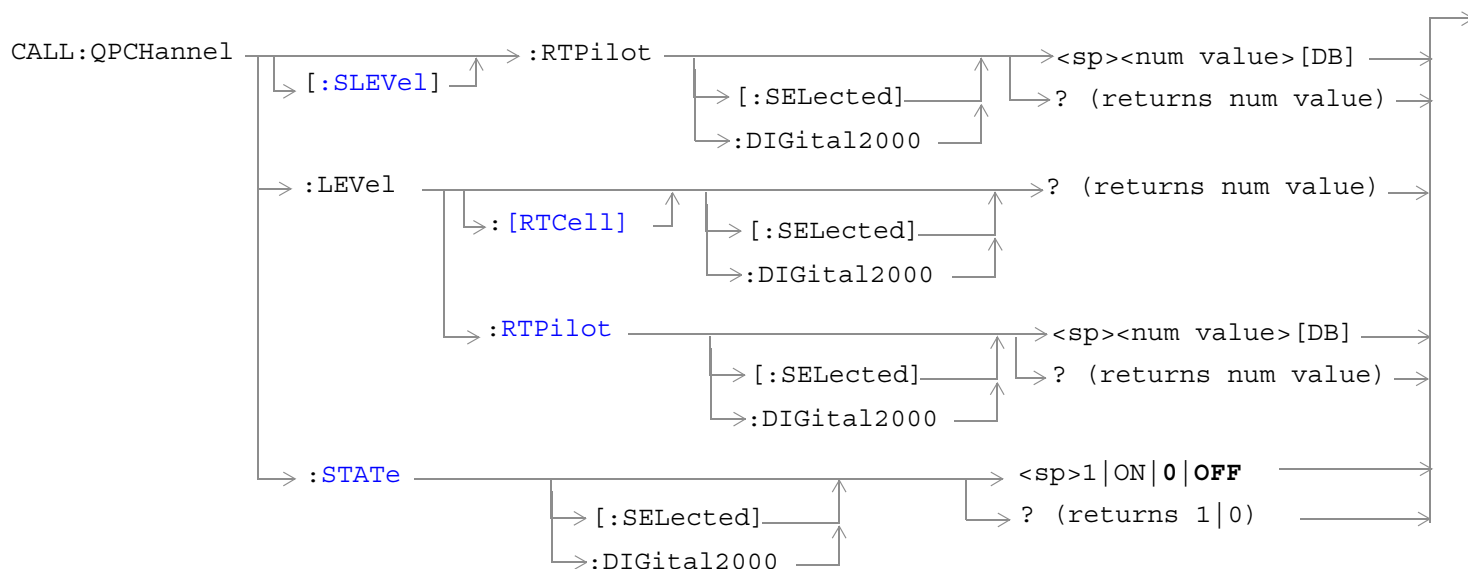 CALL:QPCHannel :RTPilot <sp><num value>[DB]
[:SLEVel] [:SELected] ? (returns num value)
:DIGital2000
:LEVel ? (returns num value)
:[RTCell] [:SELected]
:DIGital2000
:RTPilot <sp><num value>[DB]
[:SELected] ? (returns num value)
:DIGital2000
:STATe <sp>1|ON|0|OFF
[:SELected] ? (returns 1|0)
:DIGital2000